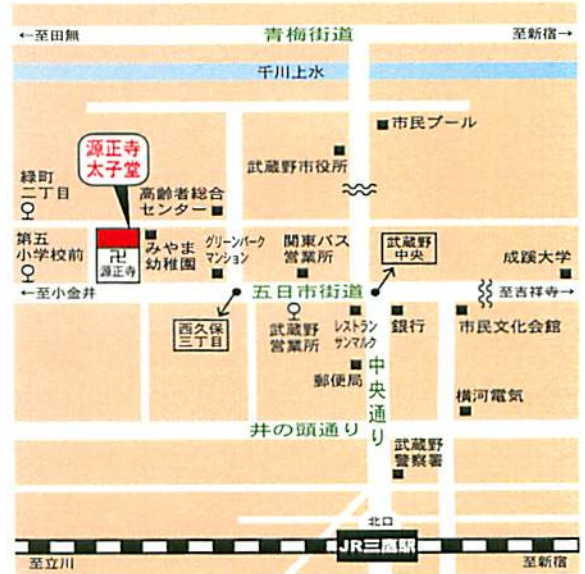 ←至田無
青梅街道
至新宿→
千川上水
市民プール
武蔵野市役所
源正寺
太子堂
緑町
二丁目
高齢者総合
センター
第五
小学校前
卍
源正寺
みやま
幼稚園
グリーンパーク
マンション
関東バス
営業所
武蔵野
中央
成蹊大学
←至小金井
五日市街道
至吉祥寺→
西久保
三丁目
武蔵野
営業所
レストラン
サンマルク
銀行
市民文化会館
郵便局
中央通り
横河電気
井の頭通り
武蔵野
警察署
北口
JR三鷹駅
至立川
至新宿